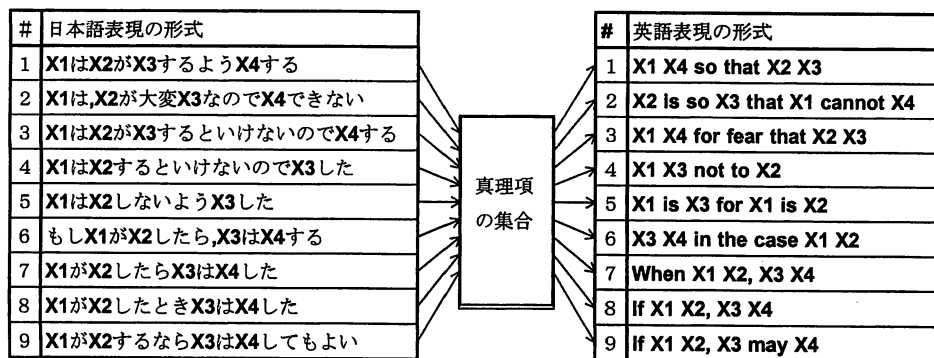 # 日本語表現の形式
1 X1はX2がX3するようX4する
2 X1は,X2が大変X3なのでX4できない
3 X1はX2がX3するといけないのでX4する
4 X1はX2するといけないのでX3した
5 X1はX2しないようX3した
6 もしX1がX2したら,X3はX4する
7 X1がX2したらX3はX4した
8 X1がX2したときX3はX4した
9 X1がX2するならX3はX4してもよい
真理項
の集合
# 英語表現の形式
1 X1 X4 so that X2 X3
2 X2 is so X3 that X1 cannot X4
3 X1 X4 for fear that X2 X3
4 X1 X3 not to X2
5 X1 is X3 for X1 is X2
6 X3 X4 in the case X1 X2
7 When X1 X2, X3 X4
8 If X1 X2, X3 X4
9 If X1 X2, X3 may X4